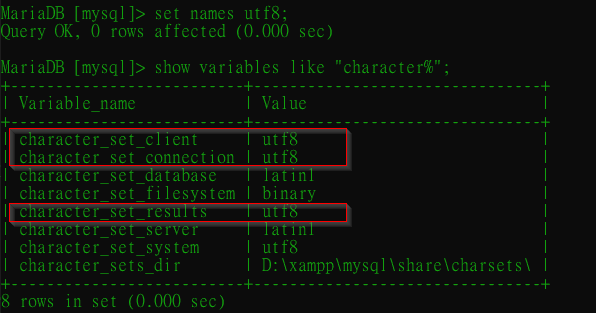 MariaDB [mysql]> set names utf8;
Query OK, 0 rows affected (0.000 sec)
MariaDB [mysql]> show variables like "character%";
+--------------------------+-------------------------------+
| Variable_name            | Value                         |
+--------------------------+-------------------------------+
| character_set_client     | utf8                          |
| character_set_connection | utf8                          |
| character_set_database   | latin1                        |
| character_set_filesystem | binary                        |
| character_set_results    | utf8                          |
| character_set_server     | latin1                        |
| character_set_system     | utf8                          |
| character_sets_dir       | D:\xampp\mysql\share\charsets\ |
+--------------------------+-------------------------------+
8 rows in set (0.000 sec)